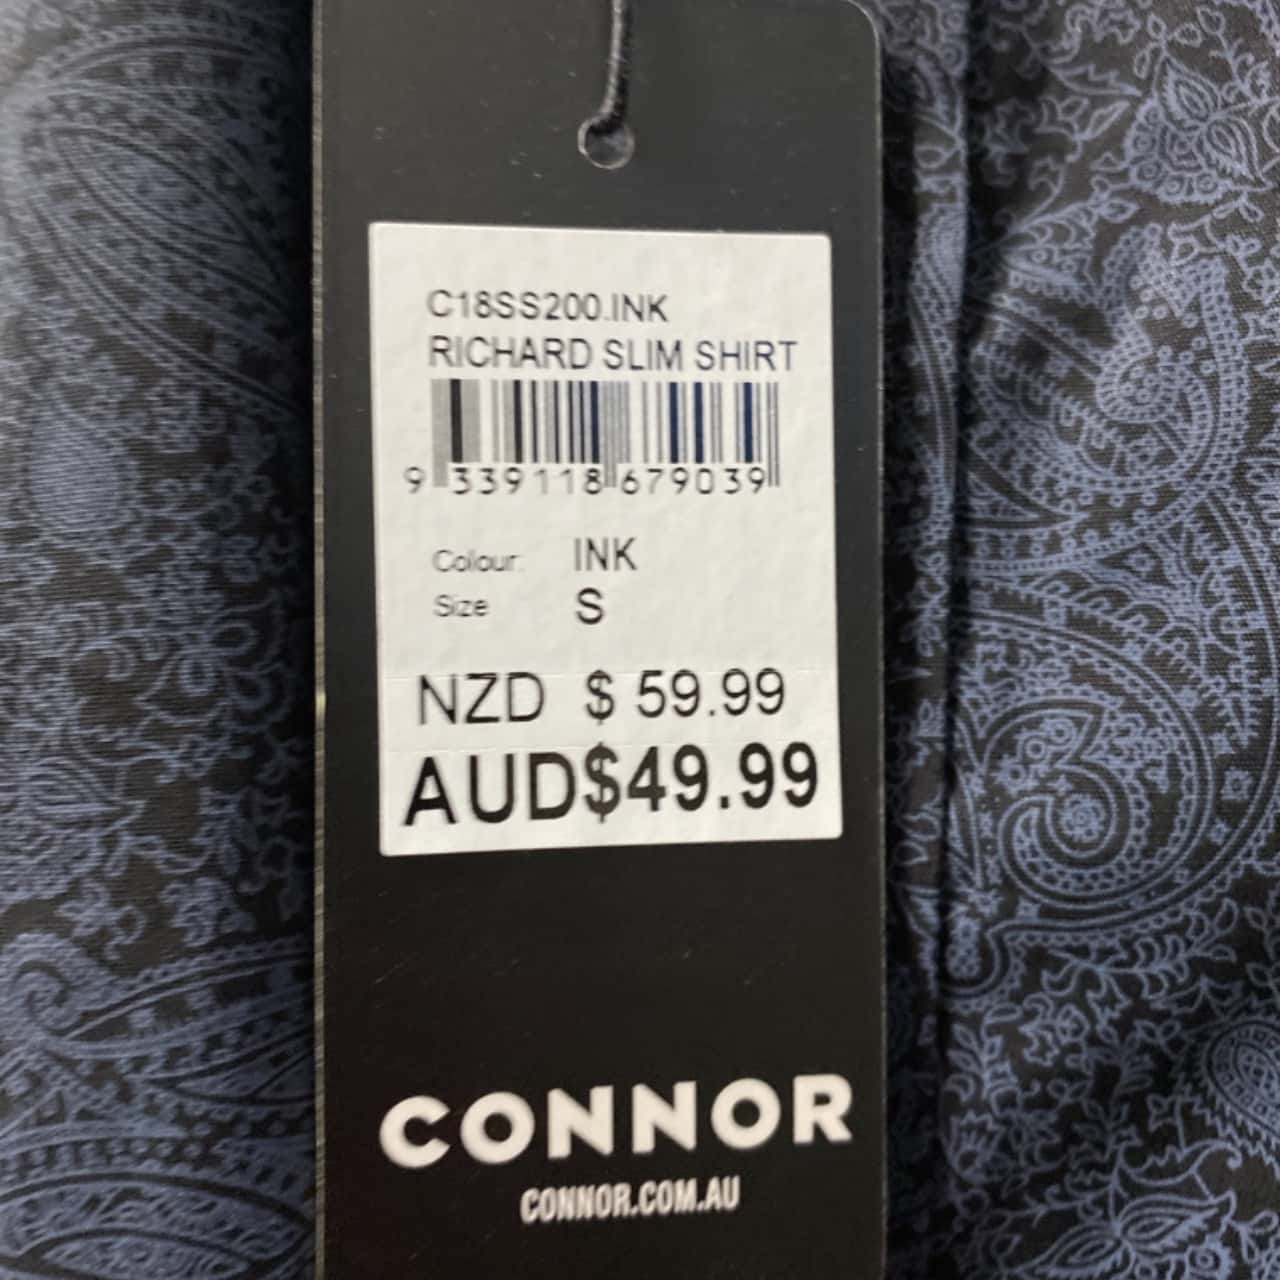 C18SS200.INK
RICHARD SLIM SHIRT
9 339118 679039
Colour: INK
Size S
NZD $ 59.99
AUD$49.99
CONNOR
CONNOR.COM.AU